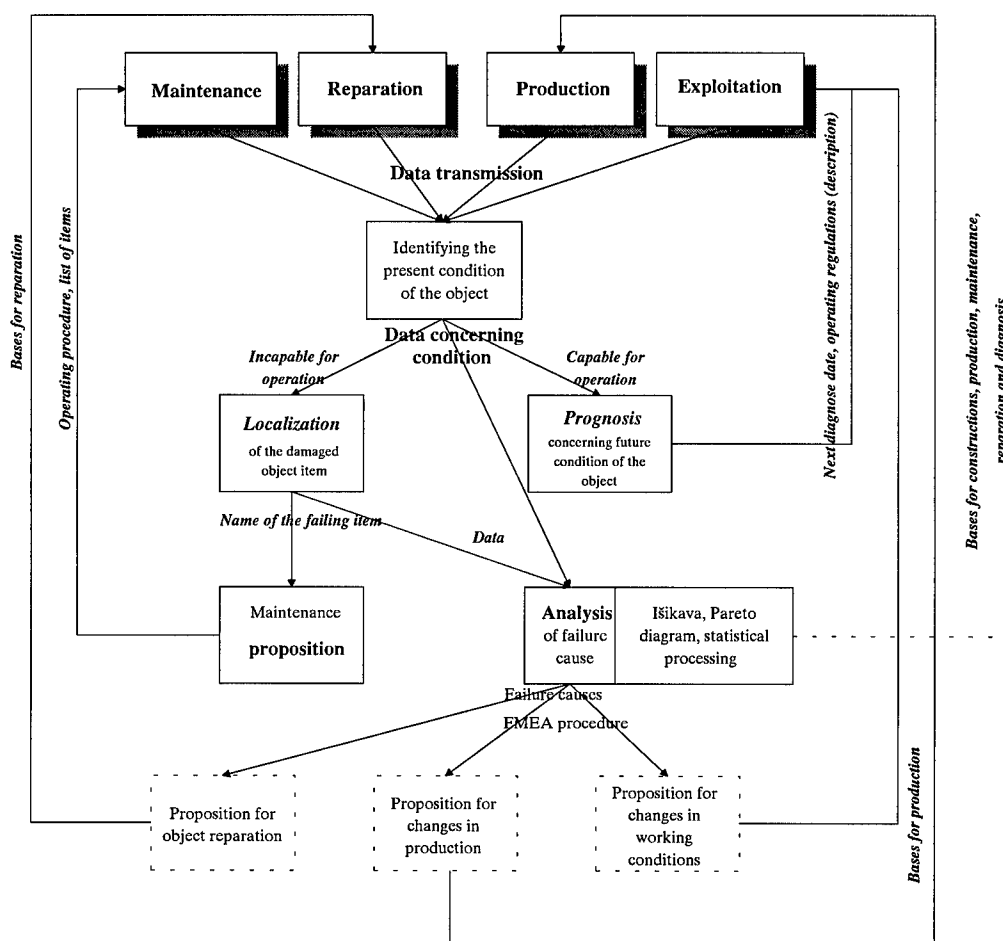 Maintenance
Reparation
Production
Exploitation
Data transmission
Identifying the
present condition
of the object
Data concerning
condition
Incapable for
operation
Capable for
operation
Localization
of the damaged
object item
Prognosis
concerning future
condition of the
object
Name of the failing item
Data
Maintenance
proposition
Analysis
of failure
cause
Išikava, Pareto
diagram, statistical
processing
Failure causes
FMEA procedure
Proposition for
object reparation
Proposition for
changes in
production
Proposition for
changes in
working
conditions
Bases for reparation
Operating procedure, list of items
Next diagnose date, operating regulations (description)
Bases for production
Bases for constructions, production, maintenance,
reparation and diagnosis